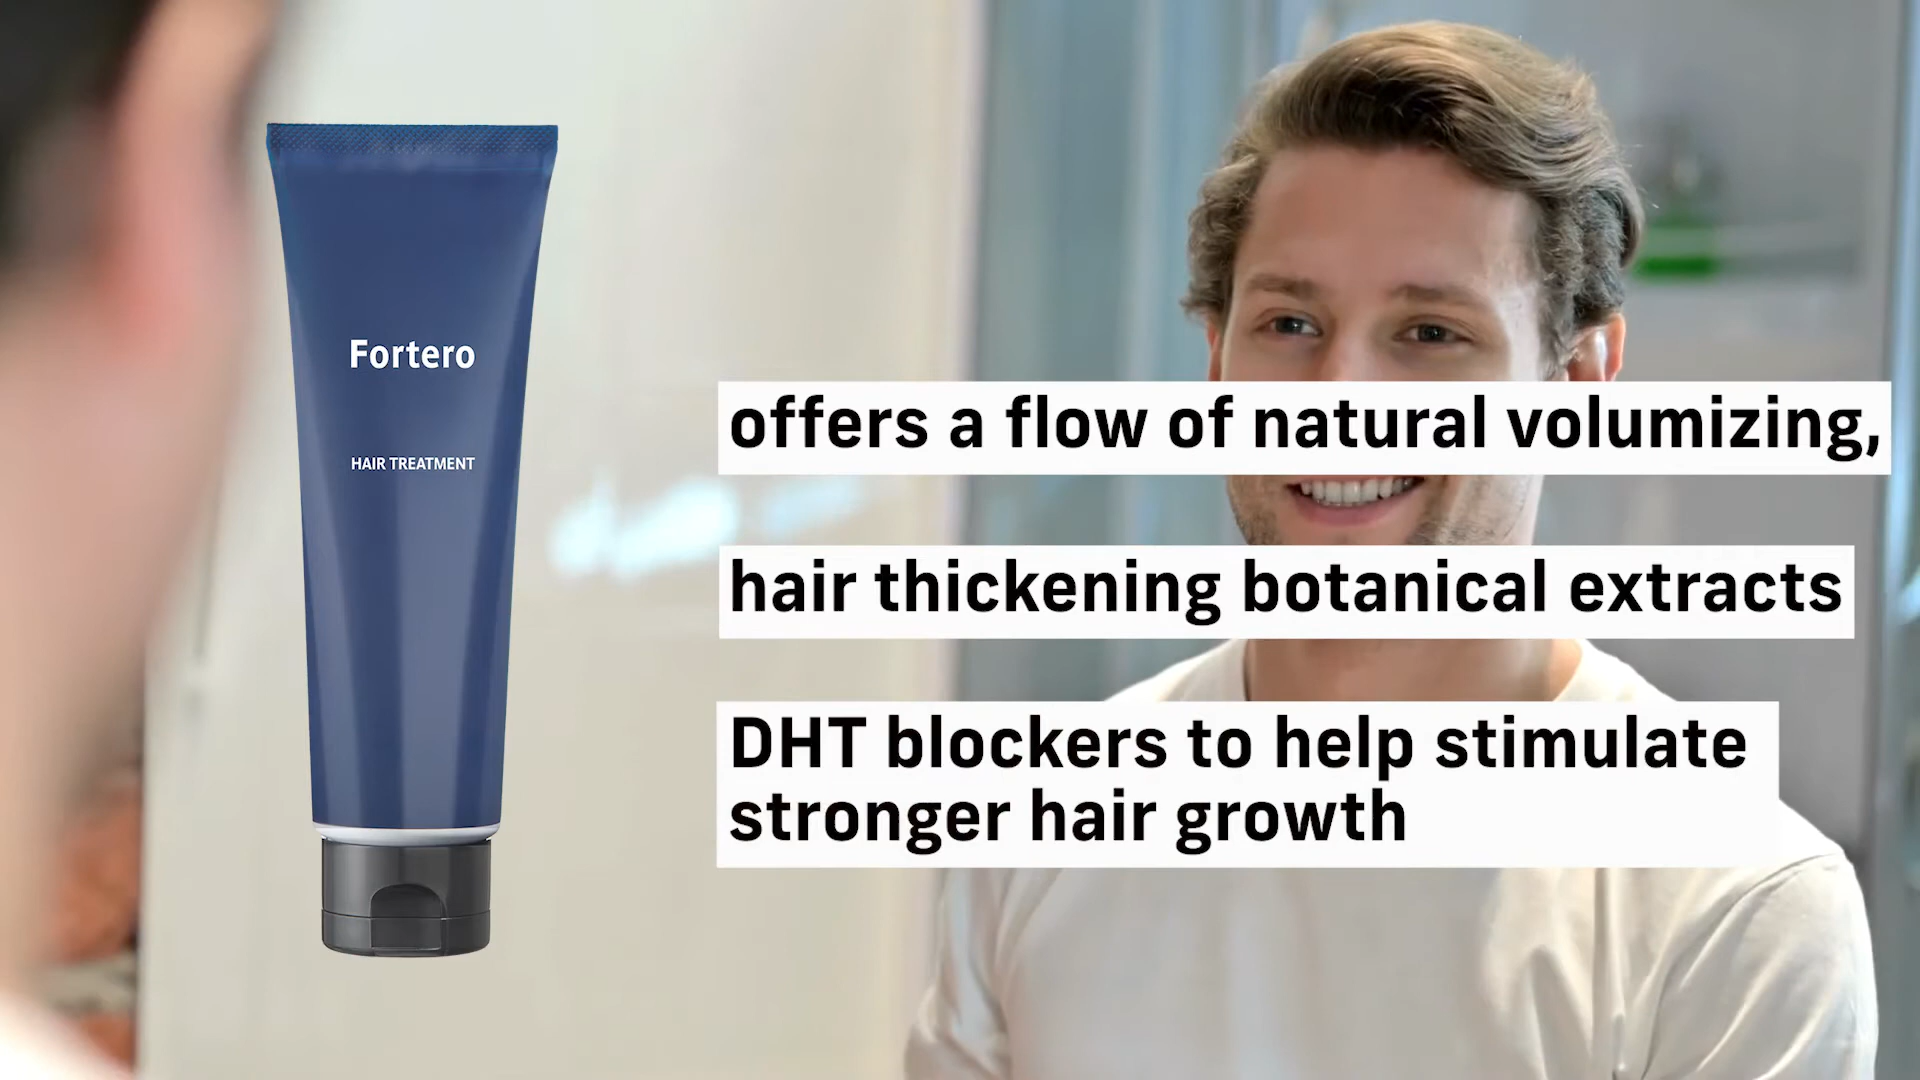 Fortero
HAIR TREATMENT
offers a flow of natural volumizing,
hair thickening botanical extracts
DHT blockers to help stimulate
stronger hair growth